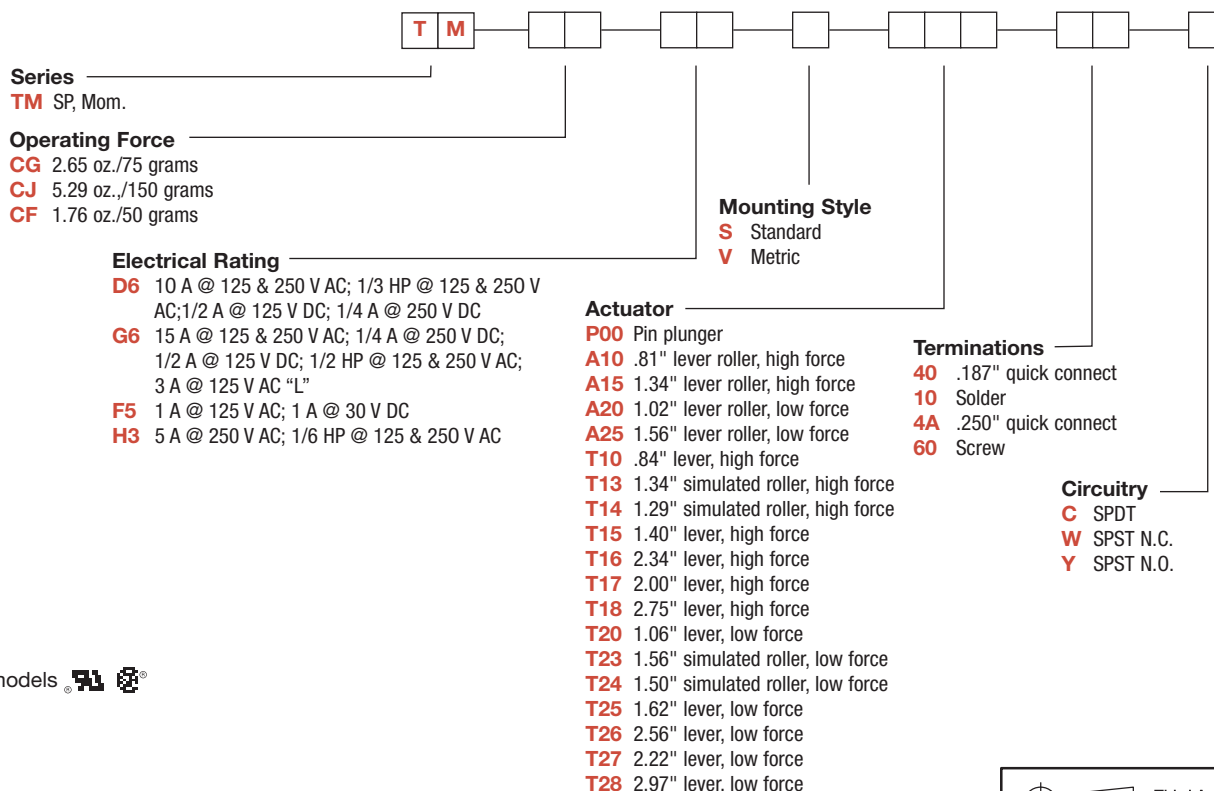 T M
Series
TM SP, Mom.
Operating Force
CG 2.65 oz./75 grams
CJ 5.29 oz.,/150 grams
CF 1.76 oz./50 grams
Electrical Rating
D6 10 A @ 125 & 250 V AC; 1/3 HP @ 125 & 250 V
AC;1/2 A @ 125 V DC; 1/4 A @ 250 V DC
G6 15 A @ 125 & 250 V AC; 1/4 A @ 250 V DC;
1/2 A @ 125 V DC; 1/2 HP @ 125 & 250 V AC;
3 A @ 125 V AC “L”
F5 1 A @ 125 V AC; 1 A @ 30 V DC
H3 5 A @ 250 V AC; 1/6 HP @ 125 & 250 V AC
Mounting Style
S Standard
V Metric
Actuator
P00 Pin plunger
A10 .81" lever roller, high force
A15 1.34" lever roller, high force
A20 1.02" lever roller, low force
A25 1.56" lever roller, low force
T10 .84" lever, high force
T13 1.34" simulated roller, high force
T14 1.29" simulated roller, high force
T15 1.40" lever, high force
T16 2.34" lever, high force
T17 2.00" lever, high force
T18 2.75" lever, high force
T20 1.06" lever, low force
T23 1.56" simulated roller, low force
T24 1.50" simulated roller, low force
T25 1.62" lever, low force
T26 2.56" lever, low force
T27 2.22" lever, low force
T28 2.97" lever, low force
Terminations
40 .187" quick connect
10 Solder
4A .250" quick connect
60 Screw
Circuitry
C SPDT
W SPST N.C.
Y SPST N.O.
models ®
®